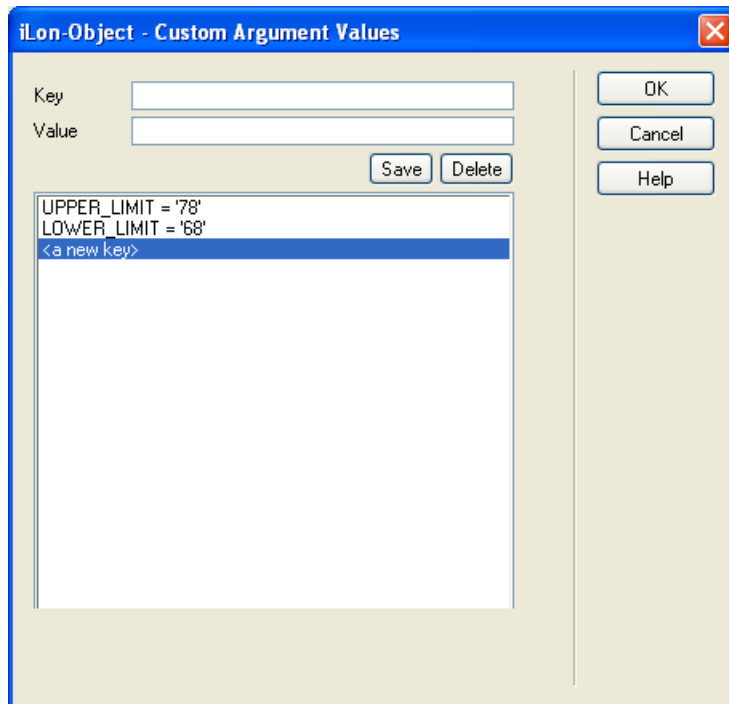 iLon-Object - Custom Argument Values
Key
Value
Save Delete
UPPER_LIMIT = '78'
LOWER_LIMIT = '68'
<a new key>
OK
Cancel
Help